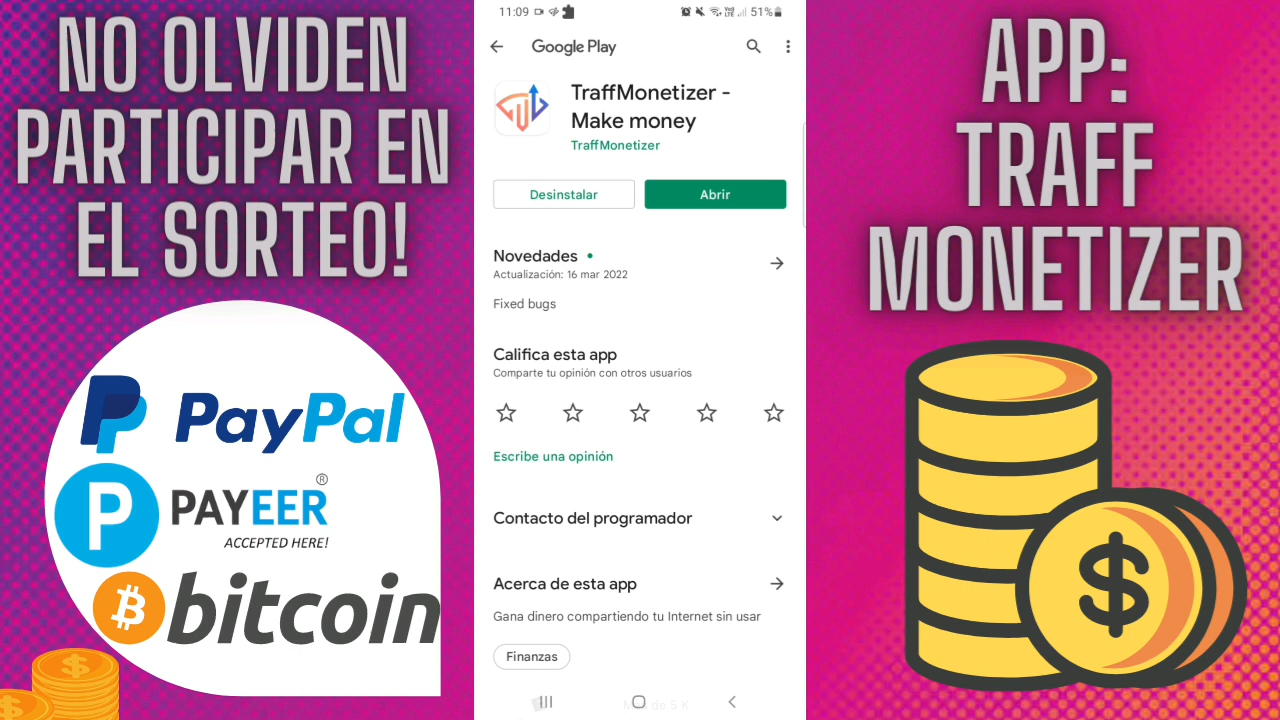 NO OLVIDEN
PARTICIPAR EN
EL SORTEO!
PayPal
PAYEER®
ACCEPTED HERE!
bitcoin
11:09
51%
Google Play
TraffMonetizer -
Make money
TraffMonetizer
Desinstalar
Abrir
Novedades
Actualización: 16 mar 2022
Fixed bugs
Califica esta app
Comparte tu opinión con otros usuarios
Escribe una opinión
Contacto del programador
Acerca de esta app
Gana dinero compartiendo tu Internet sin usar
Finanzas
APP:
TRAFF
MONETIZER